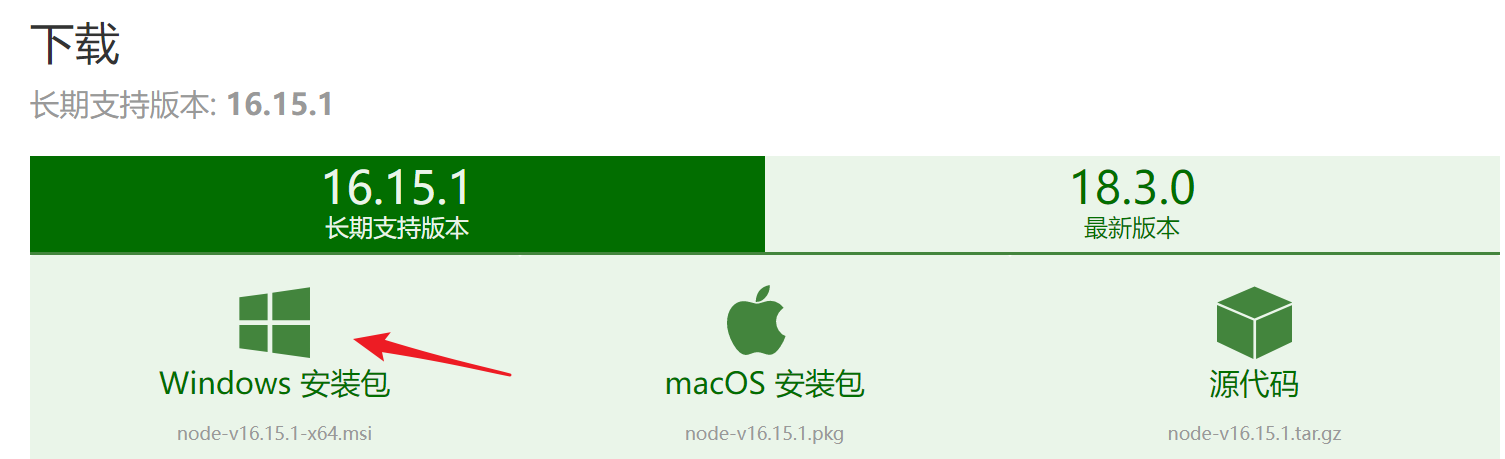 下载
长期支持版本: 16.15.1
16.15.1
长期支持版本
18.3.0
最新版本
Windows 安装包
node-v16.15.1-x64.msi
macOS 安装包
node-v16.15.1.pkg
源代码
node-v16.15.1.tar.gz